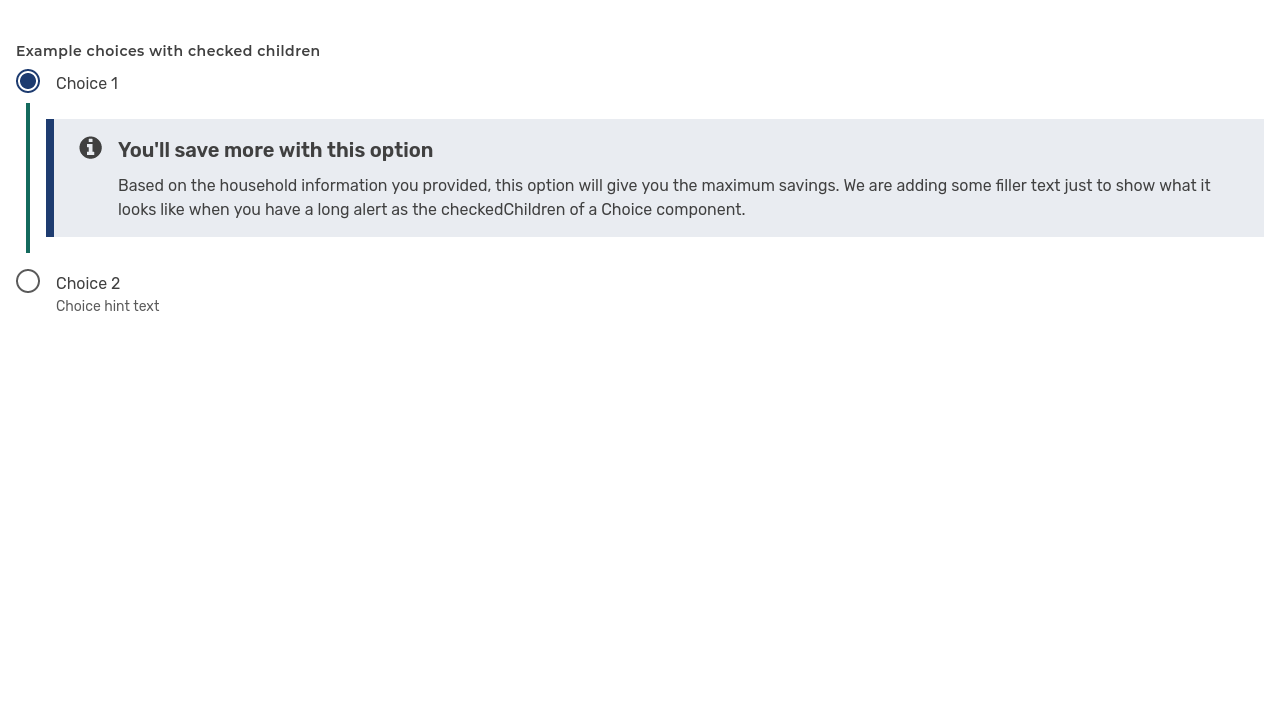 Example choices with checked children
Choice 1
You'll save more with this option
Based on the household information you provided, this option will give you the maximum savings. We are adding some filler text just to show what it
looks like when you have a long alert as the checkedChildren of a Choice component.
Choice 2
Choice hint text